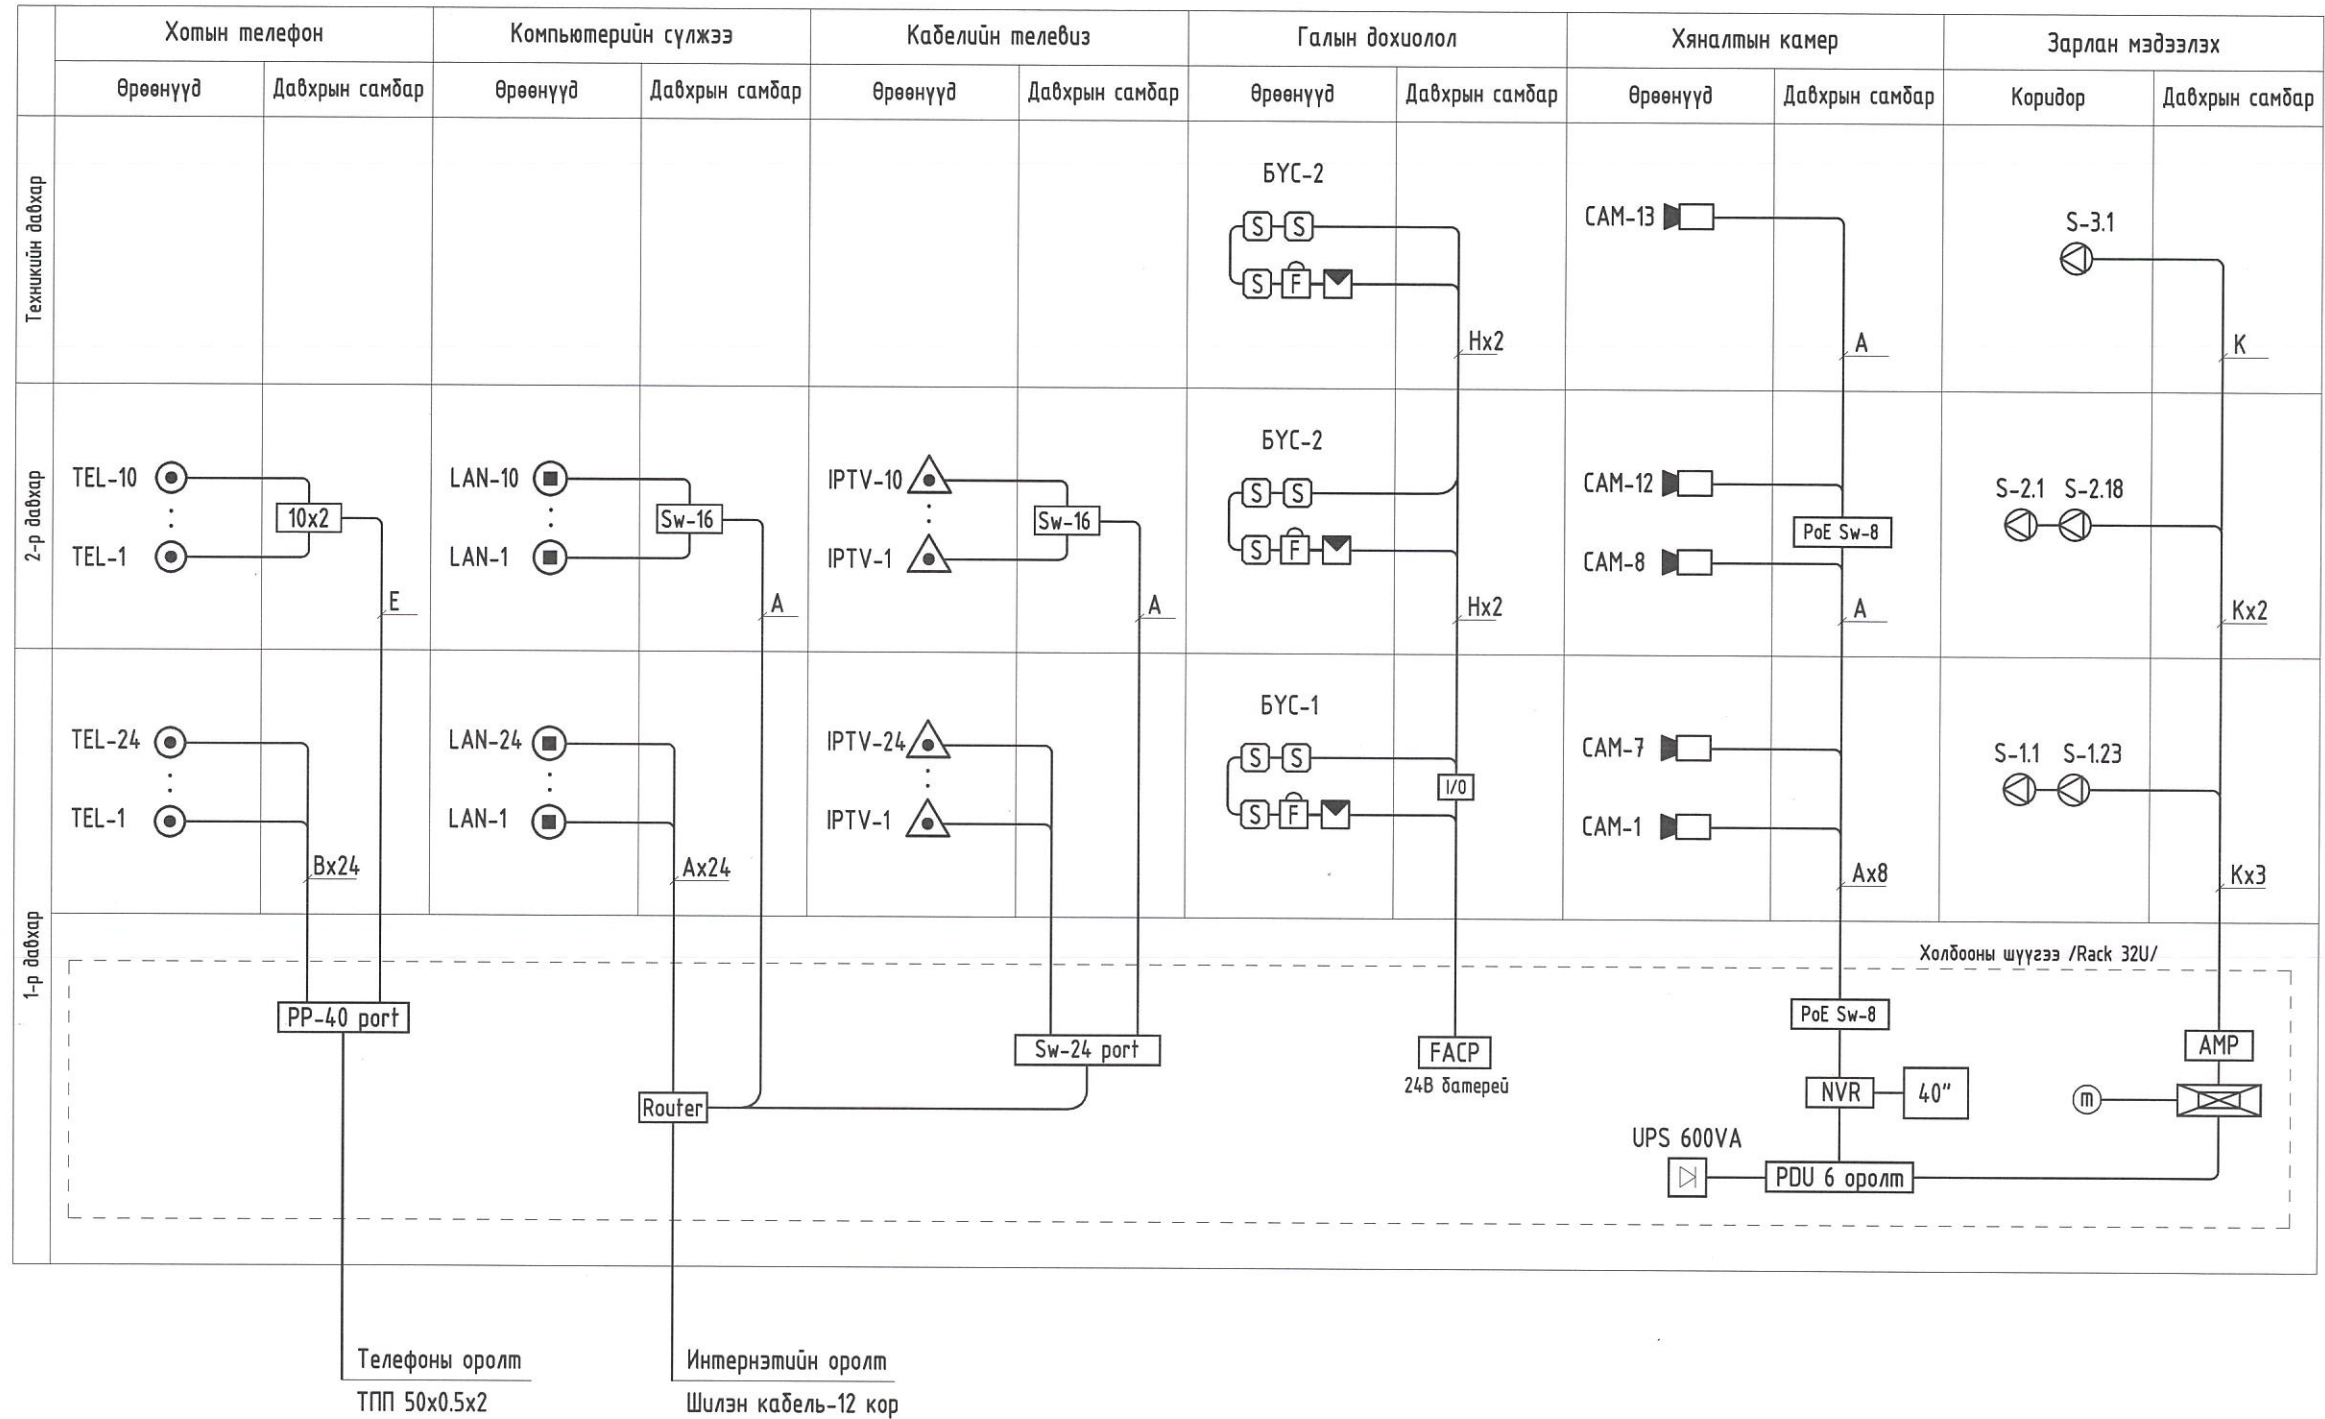 Хотын телефон
Компьютерийн сүлжээ
Кабелийн телевиз
Галын дохиолол
Хяналтын камер
Зарлан мэдээлэх
Өрөөнүүд
Давхрын самбар
Өрөөнүүд
Давхрын самбар
Өрөөнүүд
Давхрын самбар
Өрөөнүүд
Давхрын самбар
Өрөөнүүд
Давхрын самбар
Коридор
Давхрын самбар
Техникийн давхар
БҮС-2
S S
S F
Hx2
CAM-13
A
S-3.1
K
2-р давхар
TEL-10
TEL-1
10x2
E
LAN-10
LAN-1
Sw-16
A
IPTV-10
IPTV-1
Sw-16
A
БҮС-2
S S
S F
Hx2
CAM-12
CAM-8
PoE Sw-8
A
S-2.1 S-2.18
Kx2
1-р давхар
TEL-24
TEL-1
Bx24
LAN-24
LAN-1
Ax24
IPTV-24
IPTV-1
БҮС-1
S S
S F
I/O
CAM-7
CAM-1
Ax8
S-1.1 S-1.23
Kx3
Холбооны шүүгээ /Rack 32U/
PP-40 port
Router
Sw-24 port
FACP
24В батерей
PoE Sw-8
NVR
40"
AMP
m
UPS 600VA
PDU 6 оролт
Телефоны оролт
ТПП 50x0.5x2
Интернэтийн оролт
Шилэн кабель-12 кор